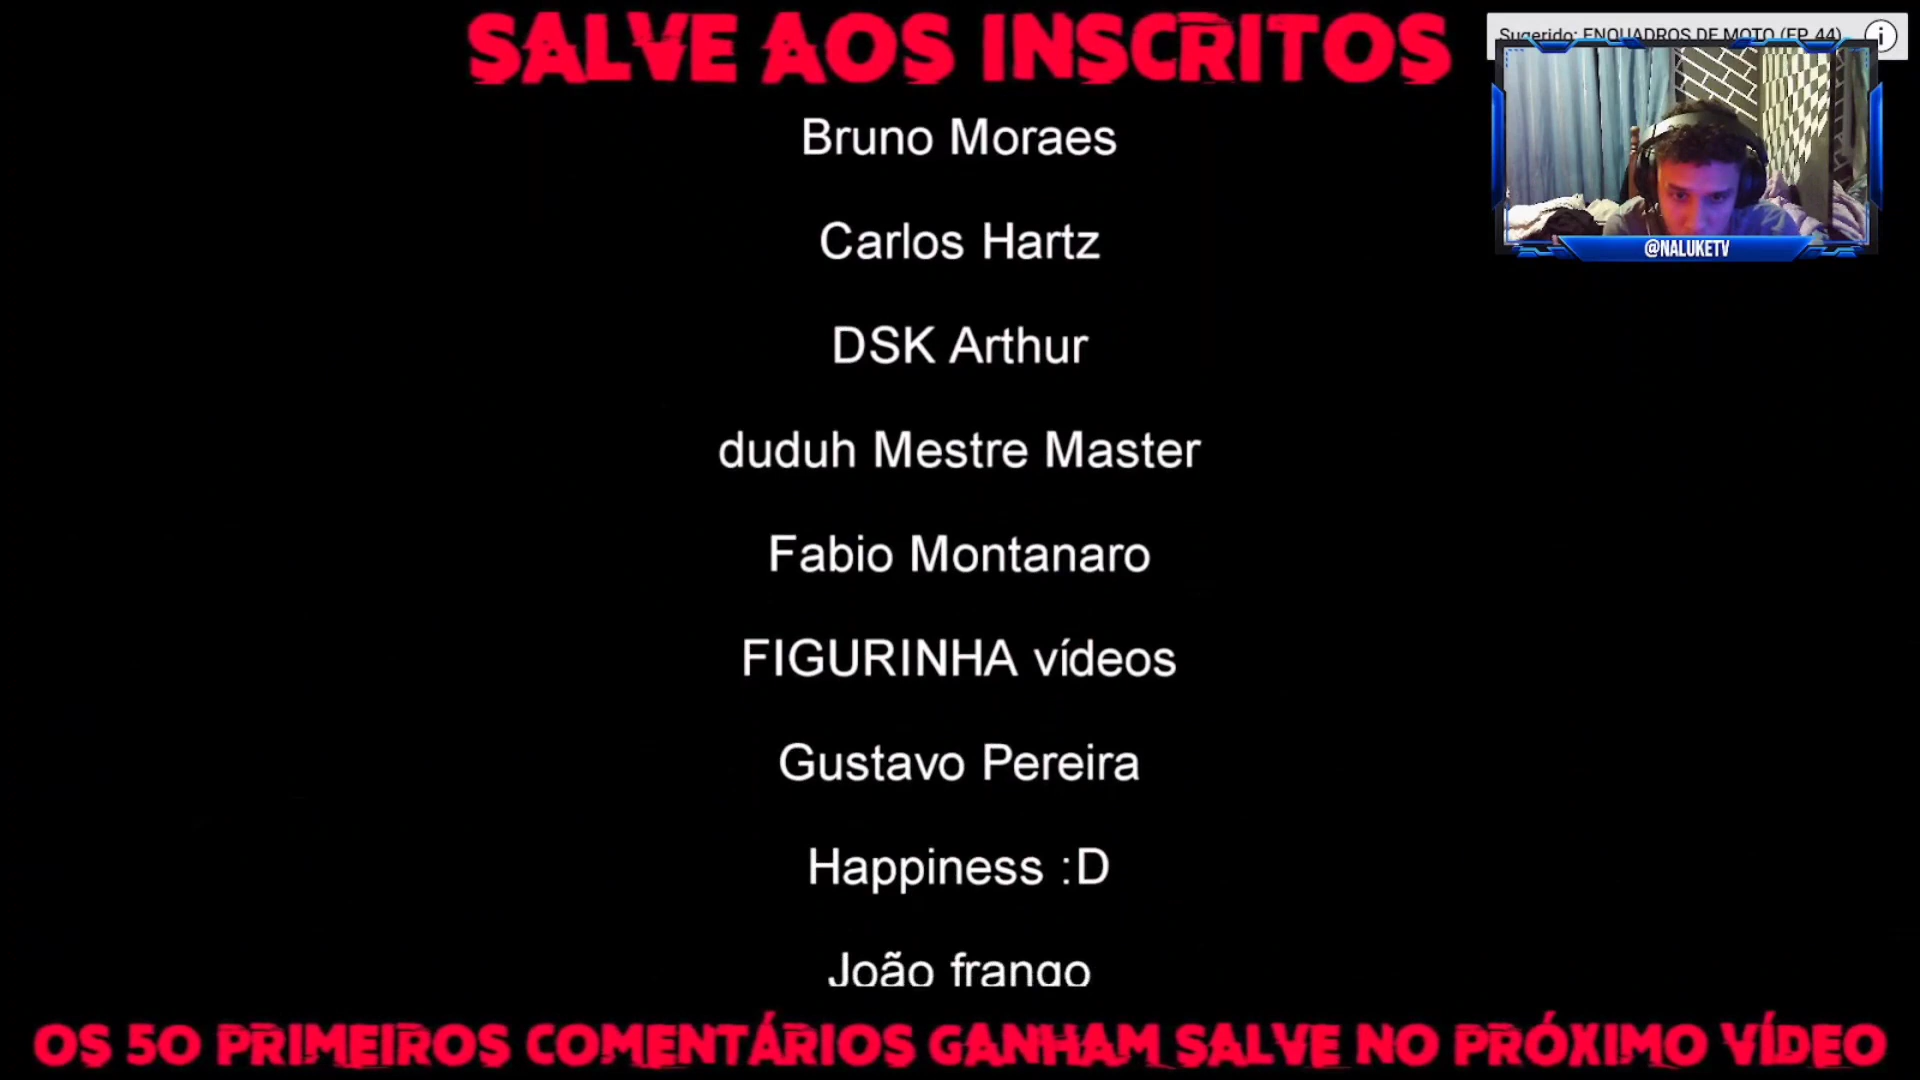 SALVE AOS INSCRITOS
Sugerido: ENQUADROS DE MOTO (EP. 44)
@NALUKETV
Bruno Moraes
Carlos Hartz
DSK Arthur
duduh Mestre Master
Fabio Montanaro
FIGURINHA vídeos
Gustavo Pereira
Happiness :D
João frango
OS 50 PRIMEIROS COMENTÁRIOS GANHAM SALVE NO PRÓXIMO VÍDEO